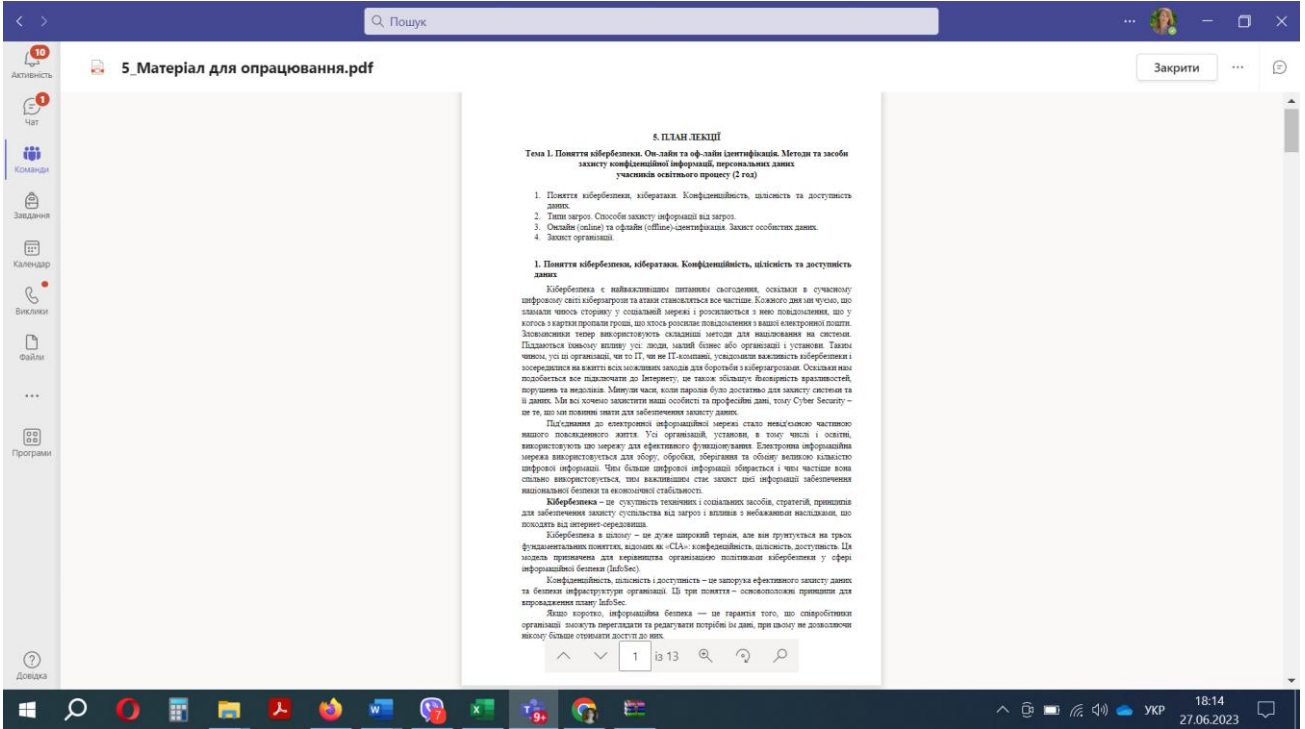 Пошук
10
Активність
1
Чат
Команди
Завдання
Календар
Виклики
Файли
Програми
Довідка
5_Матеріал для опрацювання.pdf
Закрити
5. ПЛАН ЛЕКЦІЇ
Тема 1. Поняття кібербезпеки. Он-лайн та оф-лайн ідентифікація. Методи та засоби
захисту конфіденційної інформації, персональних даних
учасників освітнього процесу (2 год)
1. Поняття кібербезпеки, кібератаки. Конфіденційність, цілісність та доступність
даних.
2. Типи загроз. Способи захисту інформації від загроз.
3. Онлайн (online) та офлайн (offline)-ідентифікація. Захист особистих даних.
4. Захист організації.
1. Поняття кібербезпеки, кібератаки. Конфіденційність, цілісність та доступність
даних
Кібербезпека є найважливішим питанням сьогодення, оскільки в сучасному
цифровому світі кіберзагрози та атаки становляться все частіше. Кожного дня ми чуємо, що
зламали чиюсь сторінку у соціальній мережі і розсилаються з нею повідомлення, що у
когось з картки пропали гроші, що хтось розсилає повідомлення з вашої електронної пошти.
Зловмисники тепер використовують складніші методи для націлювання на системи.
Піддаються їхньому впливу усі: люди, малий бізнес або організації і установи. Таким
чином, усі ці організації, чи то ІТ, чи не ІТ-компанії, усвідомили важливість кібербезпеки і
зосередилися на вжитті всіх можливих заходів для боротьби з кіберзагрозами. Оскільки нам
подобається все підключати до Інтернету, це також збільшує ймовірність вразливостей,
порушень та недоліків. Минули часи, коли паролів було достатньо для захисту системи та
її даних. Ми всі хочемо захистити наші особисті та професійні дані, тому Cyber Security –
це те, що ми повинні знати для забезпечення захисту даних.
Під'єднання до електронної інформаційної мережі стало невід'ємною частиною
нашого повсякденного життя. Усі організації, установи, в тому числі і освітні,
використовують цю мережу для ефективного функціонування. Електронна інформаційна
мережа використовується для збору, обробки, зберігання та обміну великою кількістю
цифрової інформації. Чим більше цифрової інформації збирається і чим частіше вона
спільно використовується, тим важливішим стає захист цієї інформації забезпечення
національної безпеки та економічної стабільності.
Кібербезпека – це сукупність технічних і соціальних засобів, стратегій, принципів
для забезпечення захисту суспільства від загроз і впливів з небажаними наслідками, що
походять від інтернет-середовища.
Кібербезпека в цілому – це дуже широкий термін, але він ґрунтується на трьох
фундаментальних поняттях, відомих як «CIA»: конфеденційність, цілісність, доступність. Ця
модель призначена для керівництва організацією політиками кібербезпеки у сфері
інформаційної безпеки (InfoSec).
Конфіденційність, цілісність і доступність – це запорука ефективного захисту даних
та безпеки інфраструктури організації. Ці три поняття – основоположні принципи для
впровадження плану InfoSec.
Якщо коротко, інформаційна безпека — це гарантія того, що співробітники
організації зможуть переглядати та редагувати потрібні їм дані, при цьому не дозволяючи
нікому більше отримати доступ до них.
1 із 13
7
9+
УКР
18:14
27.06.2023